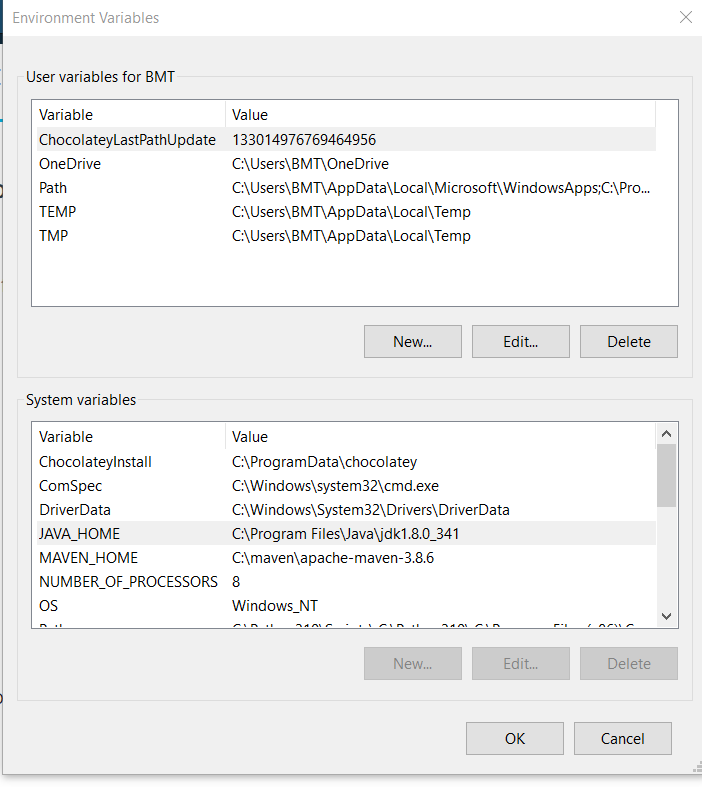 Environment Variables
User variables for BMT
Variable Value
ChocolateyLastPathUpdate 133014976769464956
OneDrive C:\Users\BMT\OneDrive
Path C:\Users\BMT\AppData\Local\Microsoft\WindowsApps;C:\Pro...
TEMP C:\Users\BMT\AppData\Local\Temp
TMP C:\Users\BMT\AppData\Local\Temp
New... Edit... Delete
System variables
Variable Value
ChocolateyInstall C:\ProgramData\chocolatey
ComSpec C:\Windows\system32\cmd.exe
DriverData C:\Windows\System32\Drivers\DriverData
JAVA_HOME C:\Program Files\Java\jdk1.8.0_341
MAVEN_HOME C:\maven\apache-maven-3.8.6
NUMBER_OF_PROCESSORS 8
OS Windows_NT
New... Edit... Delete
OK Cancel